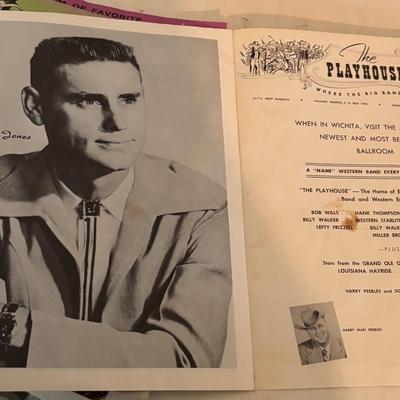 OF FAVORITE
Jones
The
PLAYHOUSE
WHERE THE BIG BAND
WEST DOUGLAS
WHEN IN WICHITA, VISIT THE
NEWEST AND MOST BE
BALLROOM
A "NAME" WESTERN BAND EVERY
"THE PLAYHOUSE" — The Home of E
Band and Western E
BOB WILLS HANK THOMPSON
BILLY WALKER WESTERN STARLITE
LEFTY FRIZZELL . . . BILLY WALK
MILLER BRO
—PLUS
Stars from the GRAND OLE O
LOUISIANA HAYRIDE
HARRY PEEBLES and DO
HARRY "HAP" PEEBLES